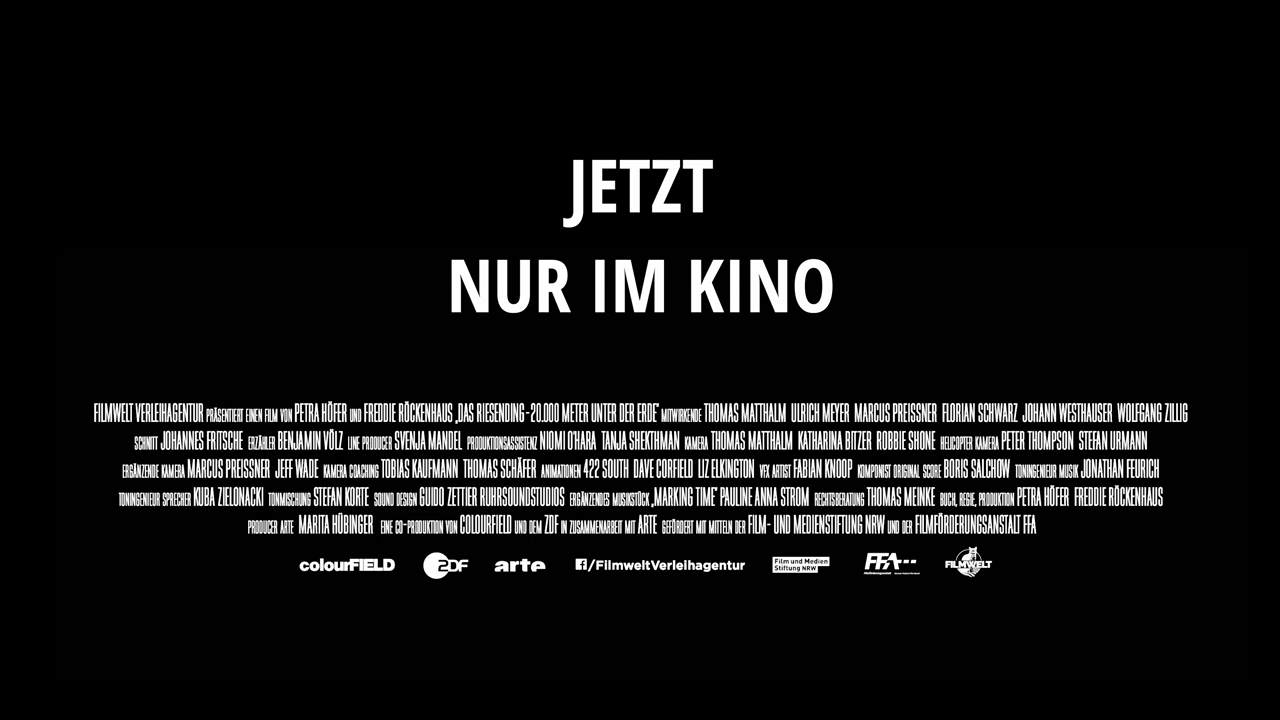 JETZT
NUR IM KINO
FILMWELT VERLEIHAGENTUR PRÄSENTIERT EINEN FILM VON PETRA HÖFER UND FREDDIE RÖCKENHAUS „DAS RIESENDING - 20.000 METER UNTER DER ERDE" MITWIRKENDE THOMAS MATTHALM ULRICH MEYER MARCUS PREISSNER FLORIAN SCHWARZ JOHANN WESTHAUSER WOLFGANG ZILLIG
SCHNITT JOHANNES FRITSCHE ERZÄHLER BENJAMIN VÖLZ LINE PRODUCER SVENJA MANDEL PRODUKTIONSASSISTENZ NIOMI O'HARA TANJA SHEKTHMAN KAMERA THOMAS MATTHALM KATHARINA BITZER ROBBIE SHONE HELICOPTER KAMERA PETER THOMPSON STEFAN URMANN
ERGÄNZENDE KAMERA MARCUS PREISSNER JEFF WADE KAMERA COACHING TOBIAS KAUFMANN THOMAS SCHÄFER ANIMATIONEN 422 SOUTH DAVE CORFIELD LIZ ELKINGTON VFX ARTIST FABIAN KNOOP KOMPONIST ORIGINAL SCORE BORIS SALCHOW TONINGENIEUR MUSIK JONATHAN FEURICH
TONINGENIEUR SPRECHER KUBA ZIELONACKI TONMISCHUNG STEFAN KORTE SOUND DESIGN GUIDO ZETTIER RUHRSOUNDSTUDIOS ERGÄNZENDES MUSIKSTÜCK „MARKING TIME" PAULINE ANNA STROM RECHTSBERATUNG THOMAS MEINKE BUCH, REGIE, PRODUKTION PETRA HÖFER FREDDIE RÖCKENHAUS
PRODUCER ARTE MARITA HÜBINGER EINE CO-PRODUKTION VON COLOURFIELD UND DEM ZDF IN ZUSAMMENARBEIT MIT ARTE GEFÖRDERT MIT MITTELN DER FILM- UND MEDIENSTIFTUNG NRW UND DER FILMFÖRDERUNGSANSTALT FFA
colourFIELD ZDF arte /FilmweltVerleihagentur Film und Medien Stiftung NRW FFA FILMWELT